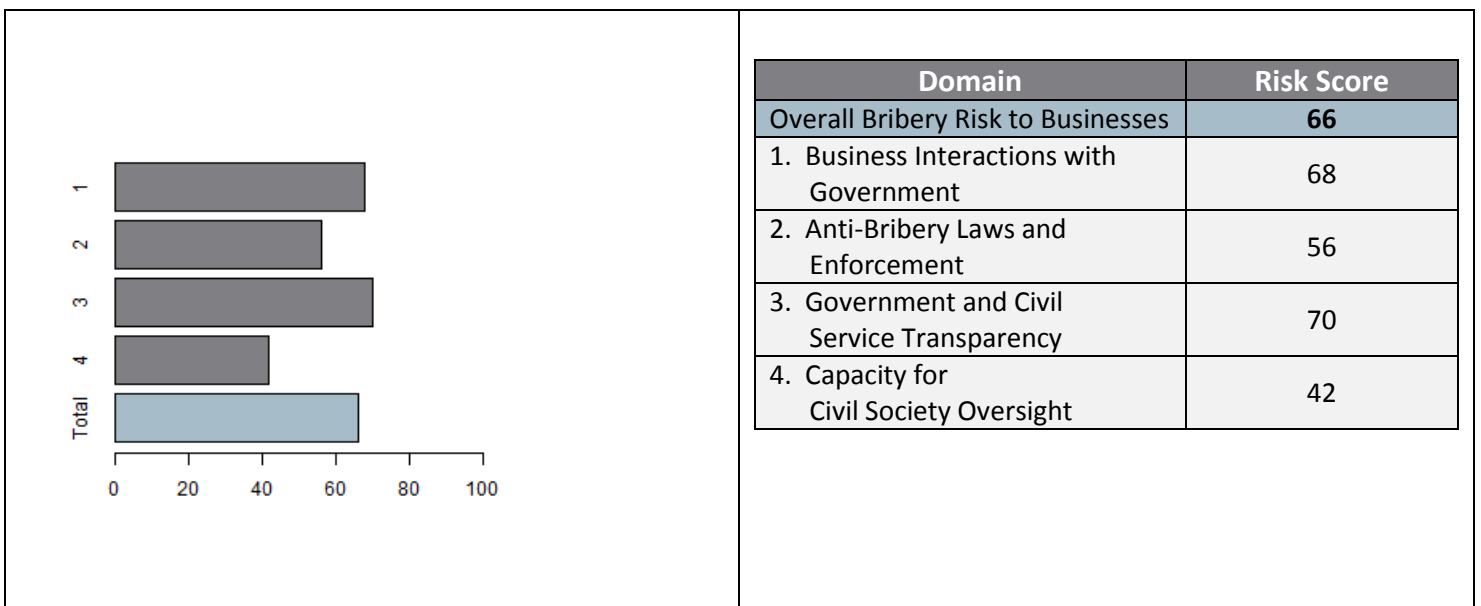 1
2
3
4
Total
0 20 40 60 80 100
Domain Risk Score
Overall Bribery Risk to Businesses 66
1. Business Interactions with
Government
68
2. Anti-Bribery Laws and
Enforcement
56
3. Government and Civil
Service Transparency
70
4. Capacity for
Civil Society Oversight
42